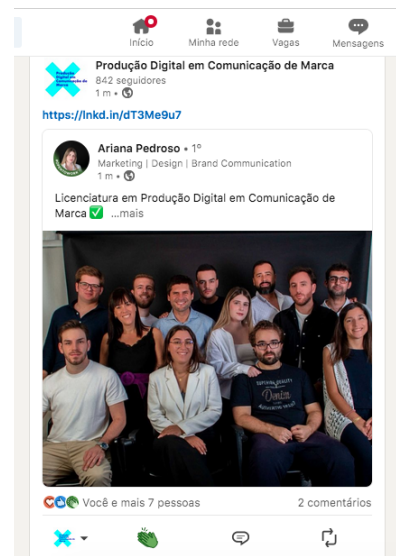 Início
Minha rede
Vagas
Mensagens
Produção Digital em Comunicação de Marca
842 seguidores
1 m •
https://lnkd.in/dT3Me9u7
Ariana Pedroso • 1º
Marketing | Design | Brand Communication
1 m •
Licenciatura em Produção Digital em Comunicação de
Marca ✅ ...mais
Denim
Você e mais 7 pessoas
2 comentários